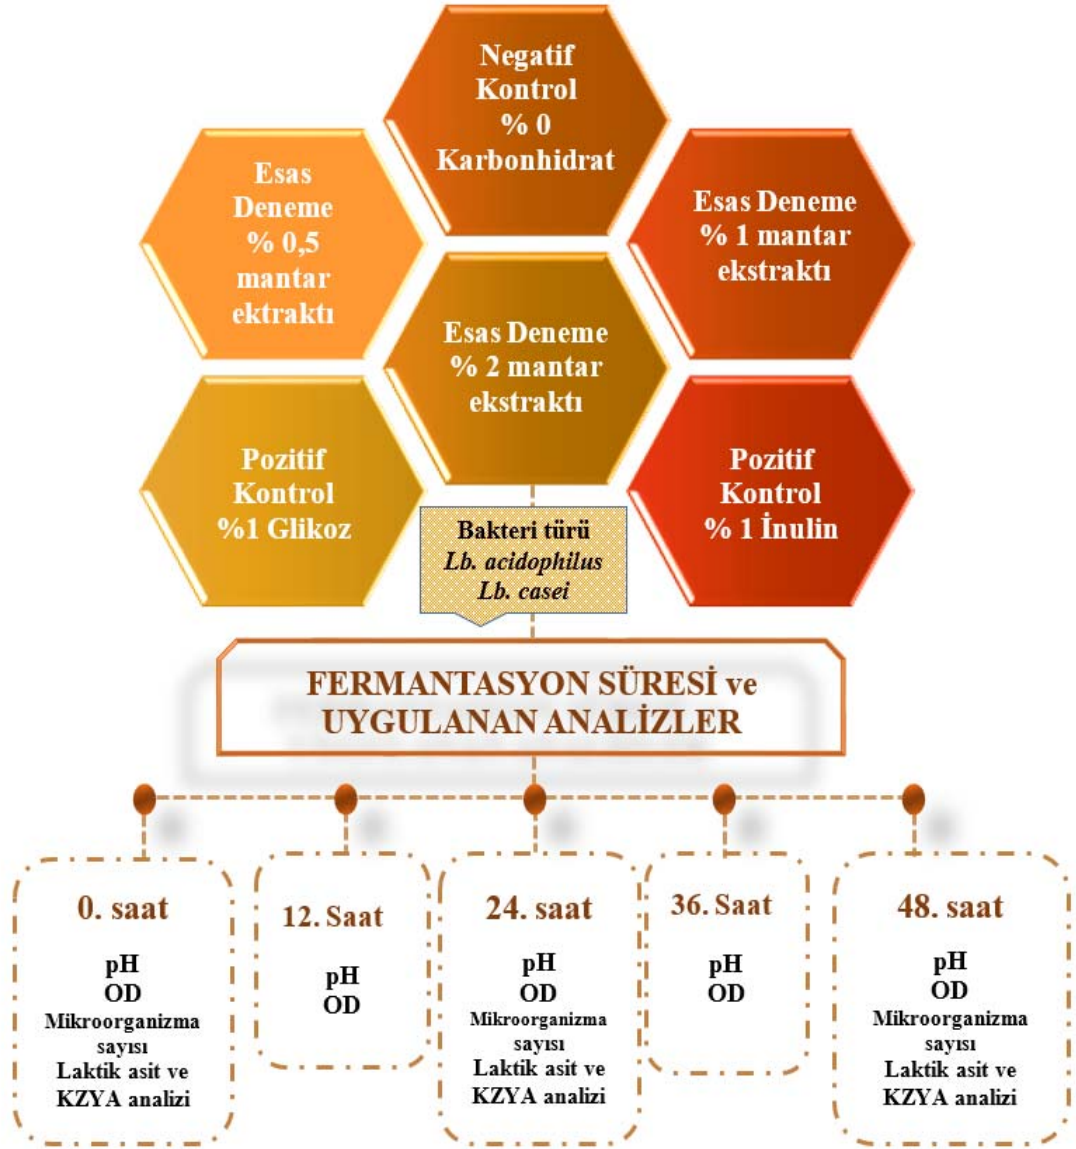 Negatif
Kontrol
% 0
Karbonhidrat
Esas
Deneme
% 0,5
mantar
ektraktı
Esas Deneme
% 1 mantar
ekstraktı
Esas Deneme
% 2 mantar
ekstraktı
Pozitif
Kontrol
%1 Glikoz
Pozitif
Kontrol
% 1 İnulin
Bakteri türü
Lb. acidophilus
Lb. casei
FERMANTASYON SÜRESİ ve
UYGULANAN ANALİZLER
0. saat
pH
OD
Mikroorganizma
sayısı
Laktik asit ve
KZYA analizi
12. Saat
pH
OD
24. saat
pH
OD
Mikroorganizma
sayısı
Laktik asit ve
KZYA analizi
36. Saat
pH
OD
48. saat
pH
OD
Mikroorganizma
sayısı
Laktik asit ve
KZYA analizi